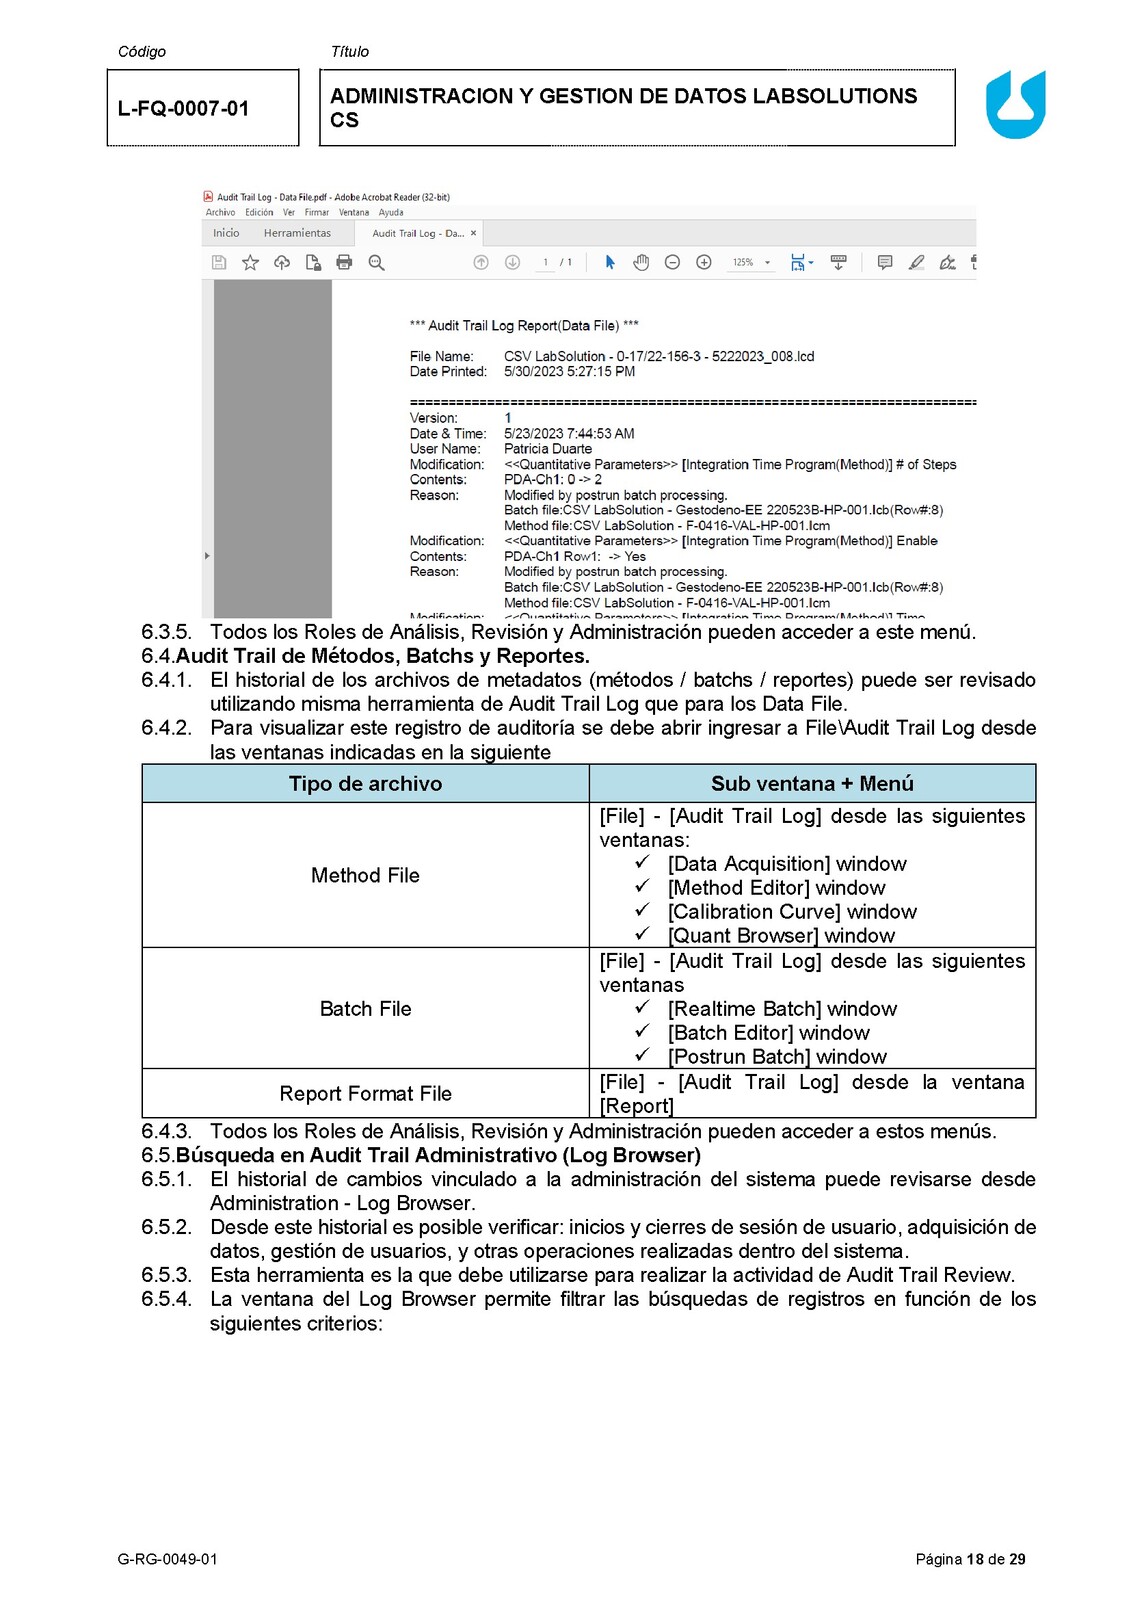 Código
Título
L-FQ-0007-01
ADMINISTRACION Y GESTION DE DATOS LABSOLUTIONS
CS
Audit Trail Log - Data File.pdf - Adobe Acrobat Reader (32-bit)
Archivo Edición Ver Firmar Ventana Ayuda
Inicio Herramientas Audit Trail Log - Da... ×
1 / 1 125%
*** Audit Trail Log Report(Data File) ***
File Name: CSV LabSolution - 0-17/22-156-3 - 5222023_008.lcd
Date Printed: 5/30/2023 5:27:15 PM
================================================================================
Version: 1
Date & Time: 5/23/2023 7:44:53 AM
User Name: Patricia Duarte
Modification: <<Quantitative Parameters>> [Integration Time Program(Method)] # of Steps
Contents: PDA-Ch1: 0 -> 2
Reason: Modified by postrun batch processing.
Batch file:CSV LabSolution - Gestodeno-EE 220523B-HP-001.lcb(Row#:8)
Method file:CSV LabSolution - F-0416-VAL-HP-001.lcm
Modification: <<Quantitative Parameters>> [Integration Time Program(Method)] Enable
Contents: PDA-Ch1 Row1: -> Yes
Reason: Modified by postrun batch processing.
Batch file:CSV LabSolution - Gestodeno-EE 220523B-HP-001.lcb(Row#:8)
Method file:CSV LabSolution - F-0416-VAL-HP-001.lcm
Modification: <<Quantitative Parameters>> [Integration Time Program(Method)] Time
6.3.5. Todos los Roles de Análisis, Revisión y Administración pueden acceder a este menú.
6.4.Audit Trail de Métodos, Batchs y Reportes.
6.4.1. El historial de los archivos de metadatos (métodos / batchs / reportes) puede ser revisado
utilizando misma herramienta de Audit Trail Log que para los Data File.
6.4.2. Para visualizar este registro de auditoría se debe abrir ingresar a File\Audit Trail Log desde
las ventanas indicadas en la siguiente
Tipo de archivo
Sub ventana + Menú
Method File
[File] - [Audit Trail Log] desde las siguientes
ventanas:
✓ [Data Acquisition] window
✓ [Method Editor] window
✓ [Calibration Curve] window
✓ [Quant Browser] window
Batch File
[File] - [Audit Trail Log] desde las siguientes
ventanas
✓ [Realtime Batch] window
✓ [Batch Editor] window
✓ [Postrun Batch] window
Report Format File
[File] - [Audit Trail Log] desde la ventana
[Report]
6.4.3. Todos los Roles de Análisis, Revisión y Administración pueden acceder a estos menús.
6.5.Búsqueda en Audit Trail Administrativo (Log Browser)
6.5.1. El historial de cambios vinculado a la administración del sistema puede revisarse desde
Administration - Log Browser.
6.5.2. Desde este historial es posible verificar: inicios y cierres de sesión de usuario, adquisición de
datos, gestión de usuarios, y otras operaciones realizadas dentro del sistema.
6.5.3. Esta herramienta es la que debe utilizarse para realizar la actividad de Audit Trail Review.
6.5.4. La ventana del Log Browser permite filtrar las búsquedas de registros en función de los
siguientes criterios:
G-RG-0049-01
Página 18 de 29